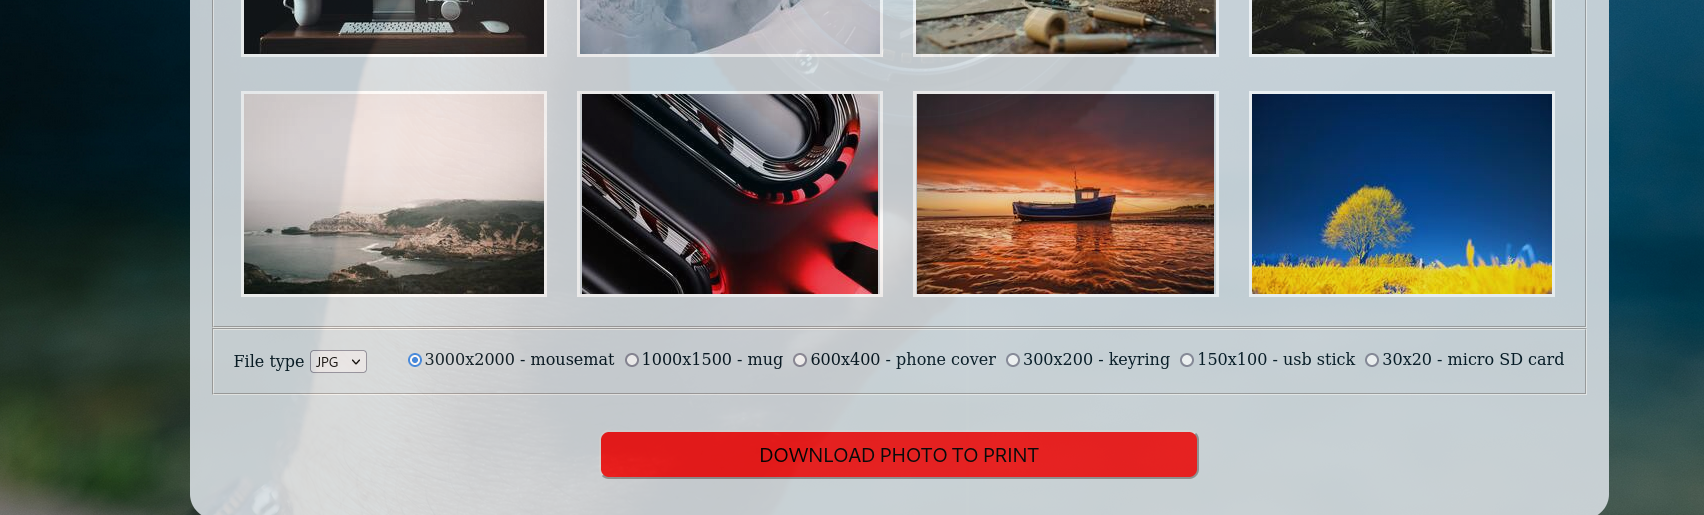 File type JPG 3000x2000 - mousemat 1000x1500 - mug 600x400 - phone cover 300x200 - keyring 150x100 - usb stick 30x20 - micro SD card
DOWNLOAD PHOTO TO PRINT